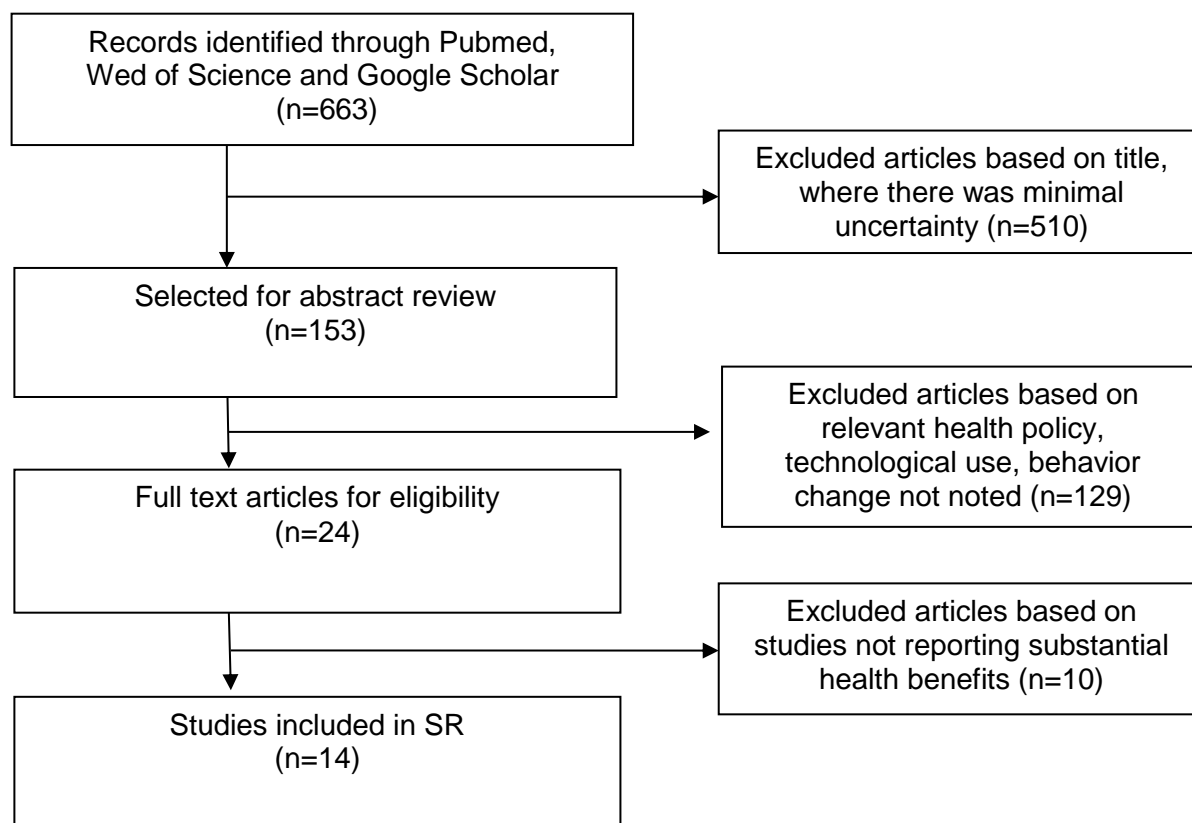 Records identified through Pubmed,
Wed of Science and Google Scholar
(n=663)
Excluded articles based on title,
where there was minimal
uncertainty (n=510)
Selected for abstract review
(n=153)
Excluded articles based on
relevant health policy,
technological use, behavior
change not noted (n=129)
Full text articles for eligibility
(n=24)
Excluded articles based on
studies not reporting substantial
health benefits (n=10)
Studies included in SR
(n=14)